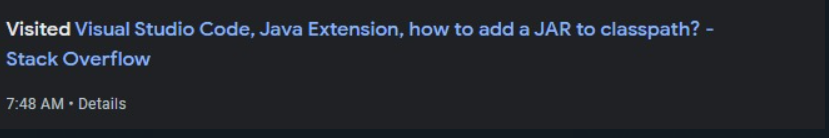 Visited Visual Studio Code, Java Extension, how to add a JAR to classpath? -
Stack Overflow
7:48 AM • Details